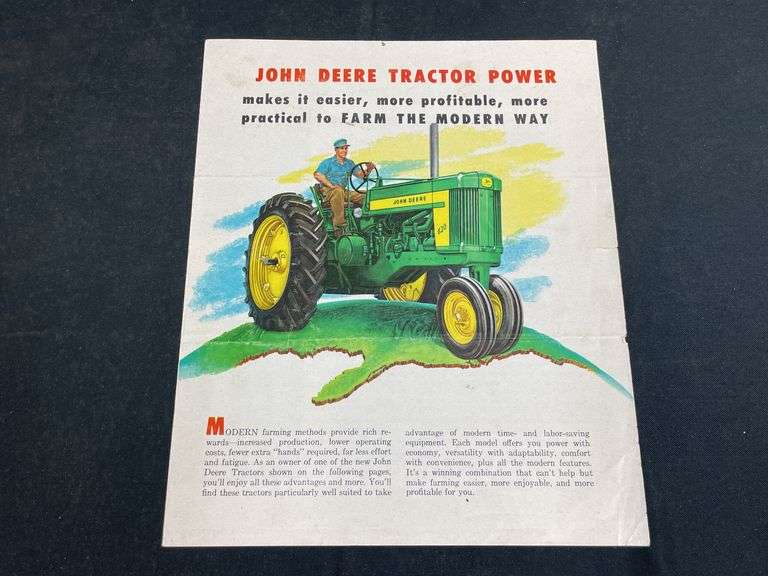 JOHN DEERE TRACTOR POWER
makes it easier, more profitable, more
practical to FARM THE MODERN WAY
JOHN DEERE
620
MODERN farming methods provide rich re-
wards—increased production, lower operating
costs, fewer extra "hands" required, far less effort
and fatigue. As an owner of one of the new John
Deere Tractors shown on the following pages,
you'll enjoy all these advantages and more. You'll
find these tractors particularly well suited to take
advantage of modern time- and labor-saving
equipment. Each model offers you power with
economy, versatility with adaptability, comfort
with convenience, plus all the modern features.
It's a winning combination that can't help but
make farming easier, more enjoyable, and more
profitable for you.